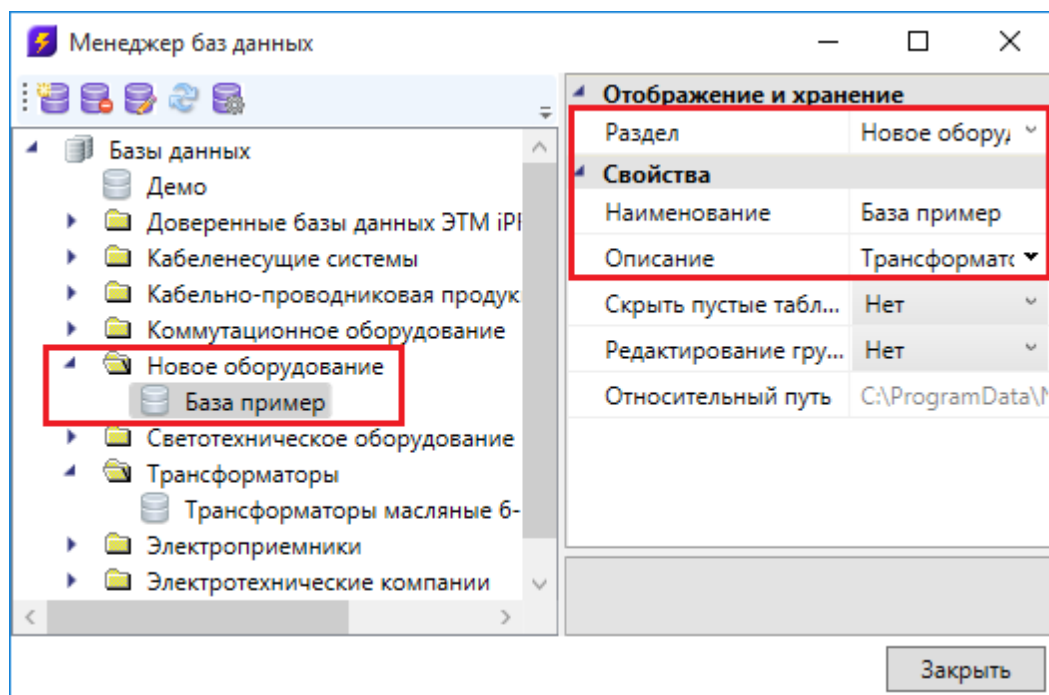 Менеджер баз данных
Базы данных
Демо
Доверенные базы данных ЭТМ iPI
Кабеленесущие системы
Кабельно-проводниковая продук
Коммутационное оборудование
Новое оборудование
База пример
Светотехническое оборудование
Трансформаторы
Трансформаторы масляные 6-
Электроприемники
Электротехнические компании
Отображение и хранение
Раздел Новое оборуд
Свойства
Наименование База пример
Описание Трансформато
Скрыть пустые табл... Нет
Редактирование гру... Нет
Относительный путь C:\ProgramData\
Закрыть